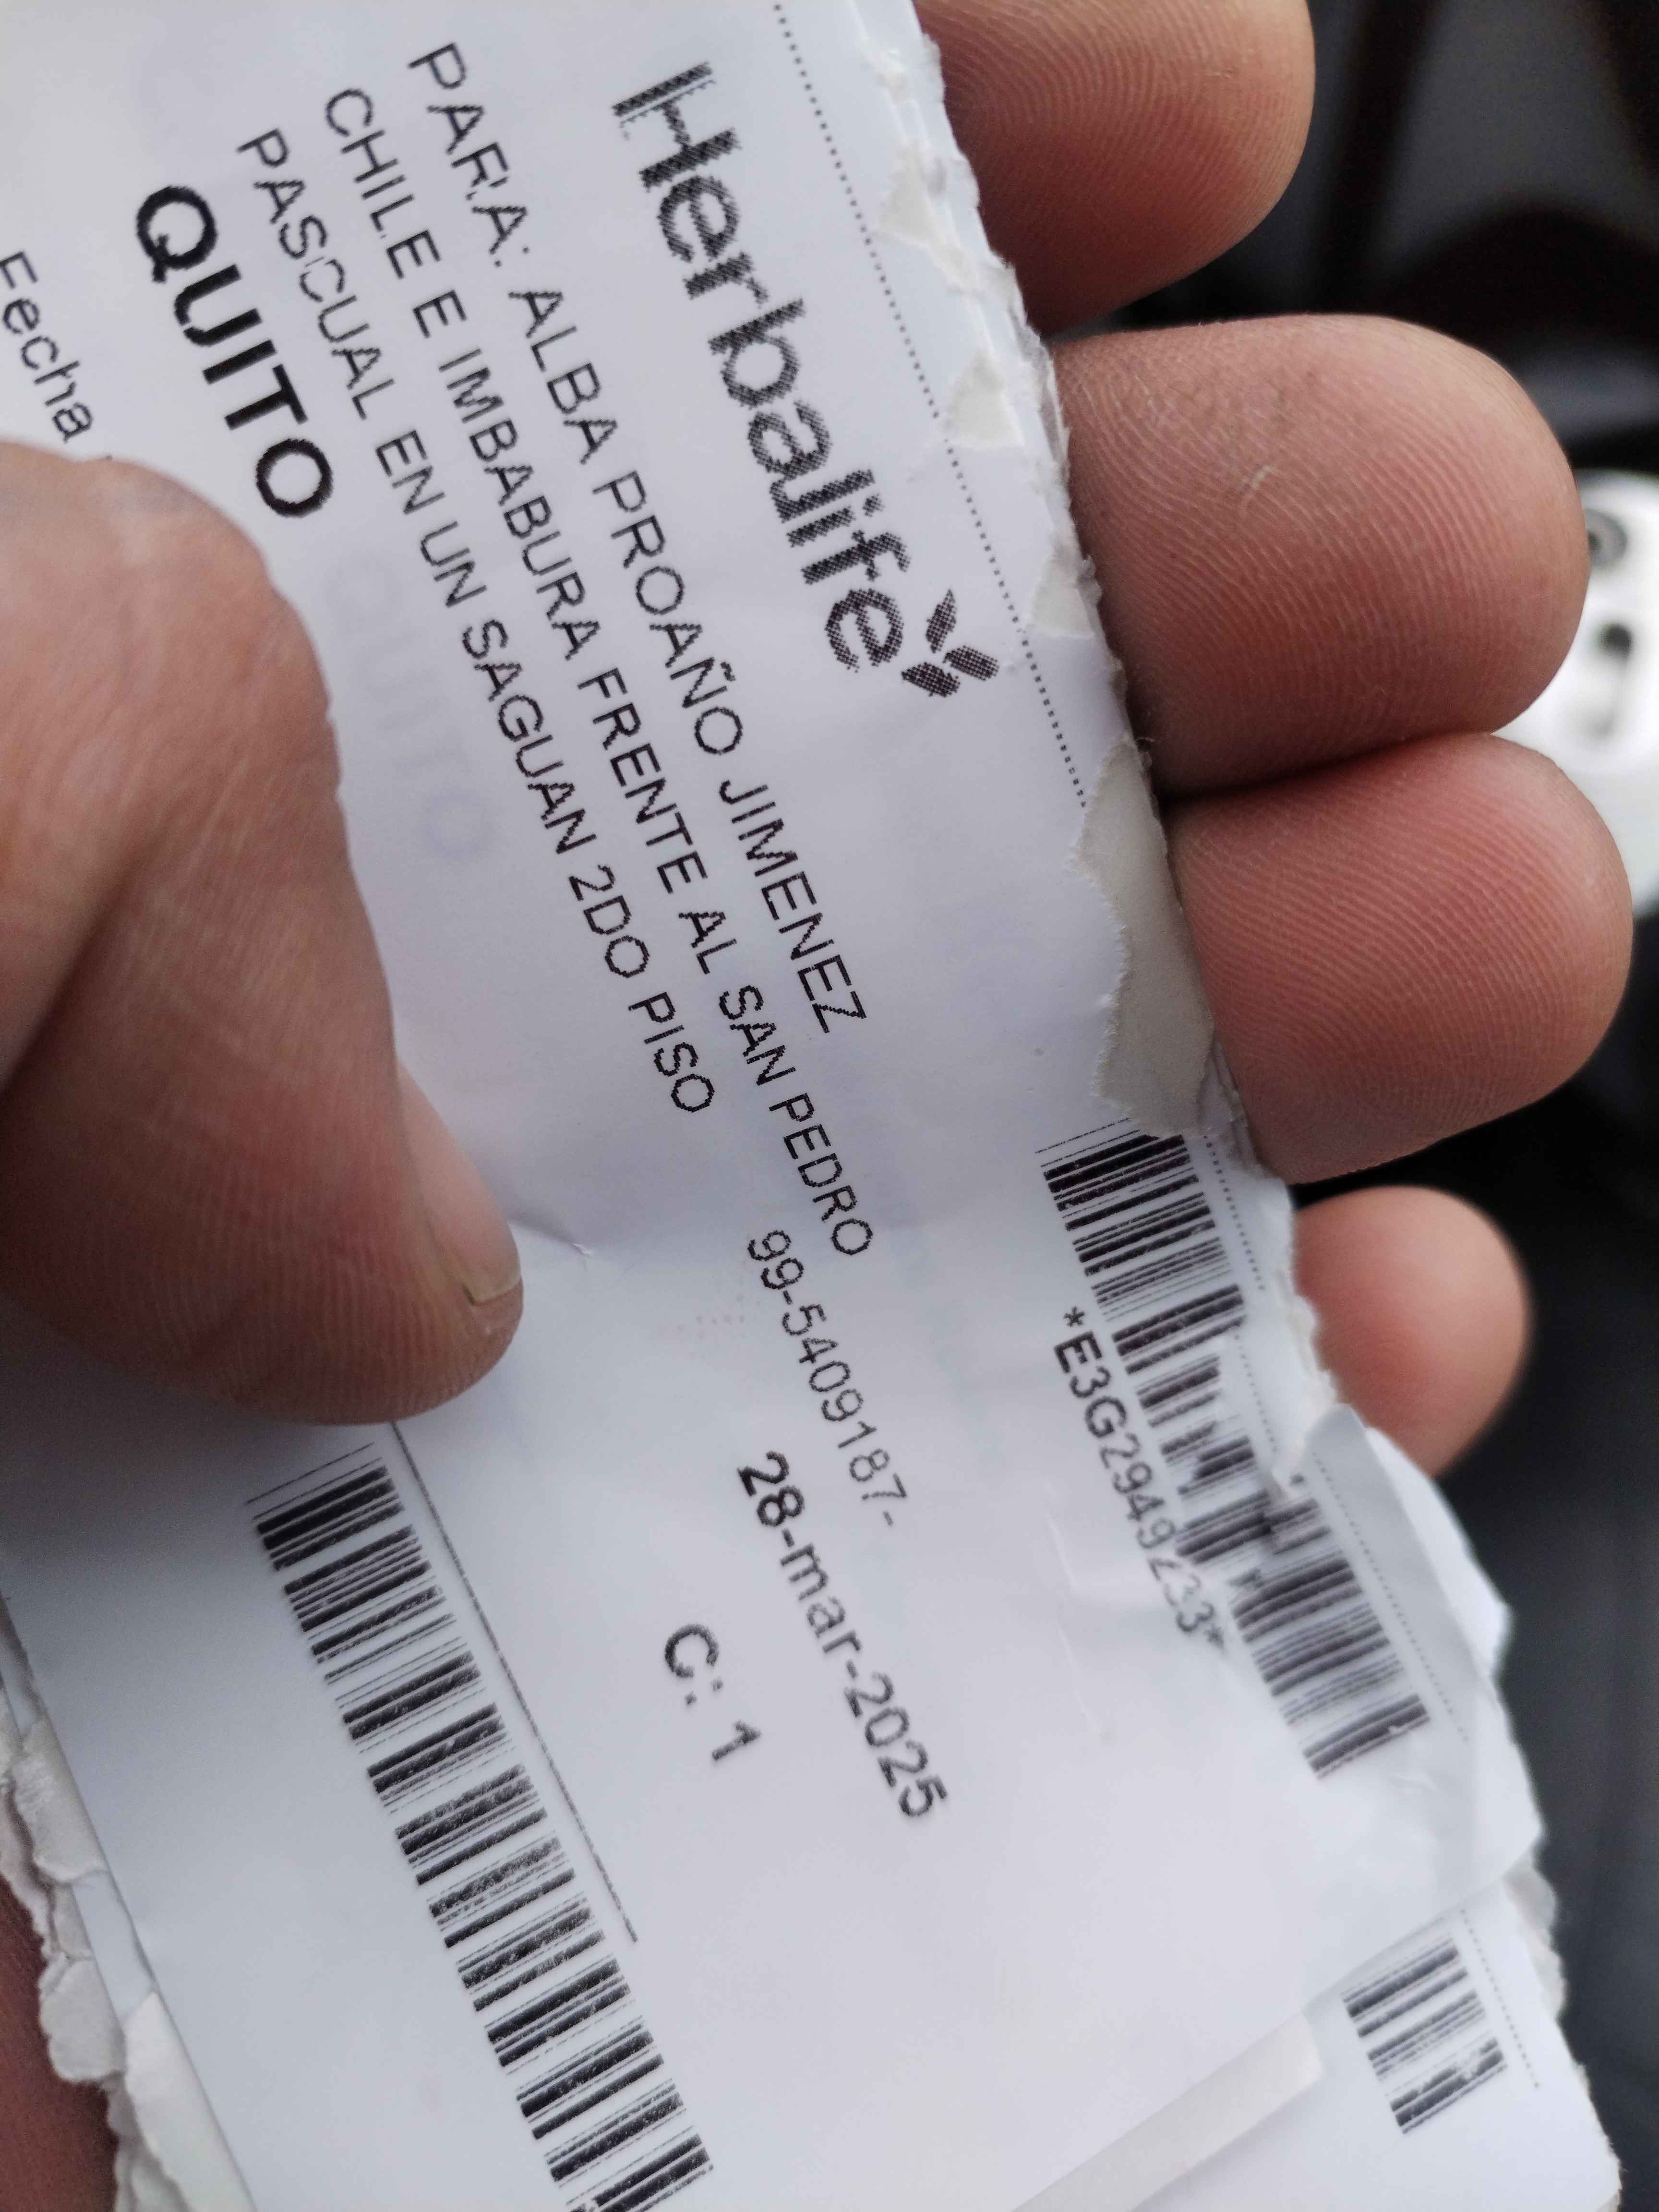 Herbalife
*E3G2949233*
PARA: ALBA PROAÑO JIMENEZ
99-5409187-
CHILE E IMBABURA FRENTE AL SAN PEDRO
28-mar-2025
PASCUAL EN UN SAGUAN 2DO PISO
C: 1
QUITO
Fecha